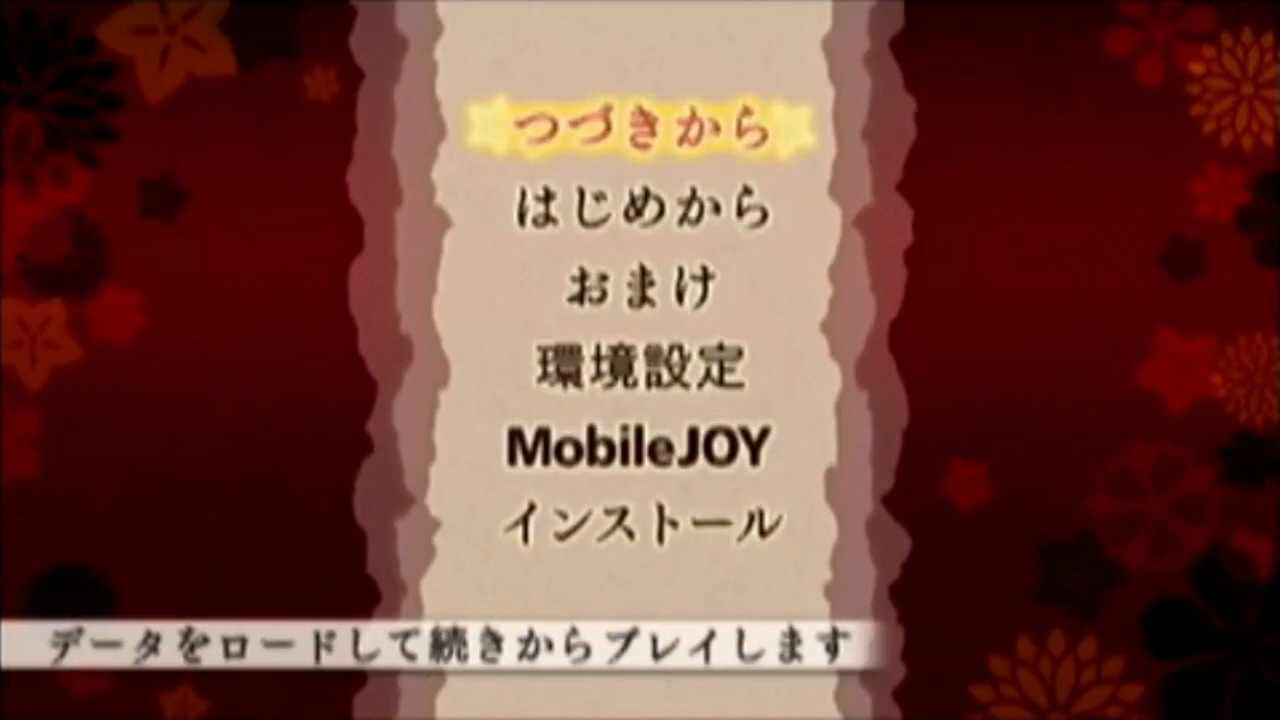 つづきから
はじめから
おまけ
環境設定
MobileJOY
インストール
データをロードして続きからプレイします